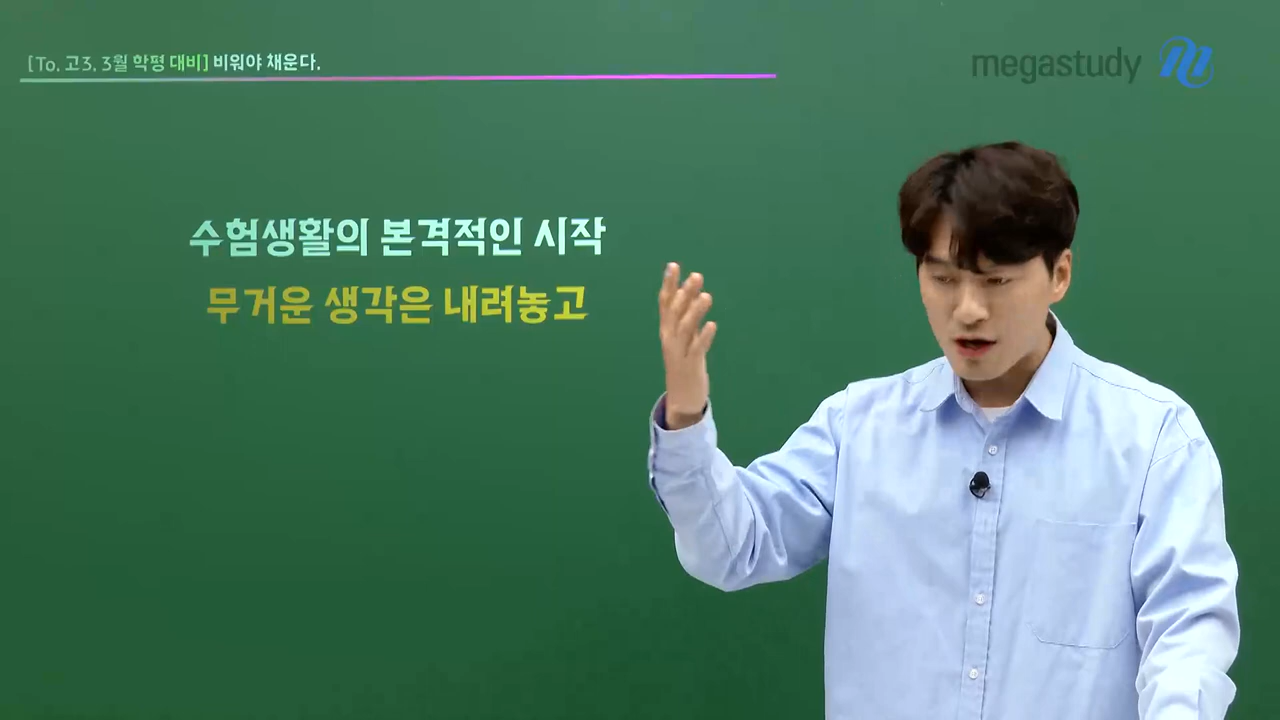 [To. 고3, 3월 학평 대비] 비워야 채운다.
megastudy
수험생활의 본격적인 시작
무거운 생각은 내려놓고